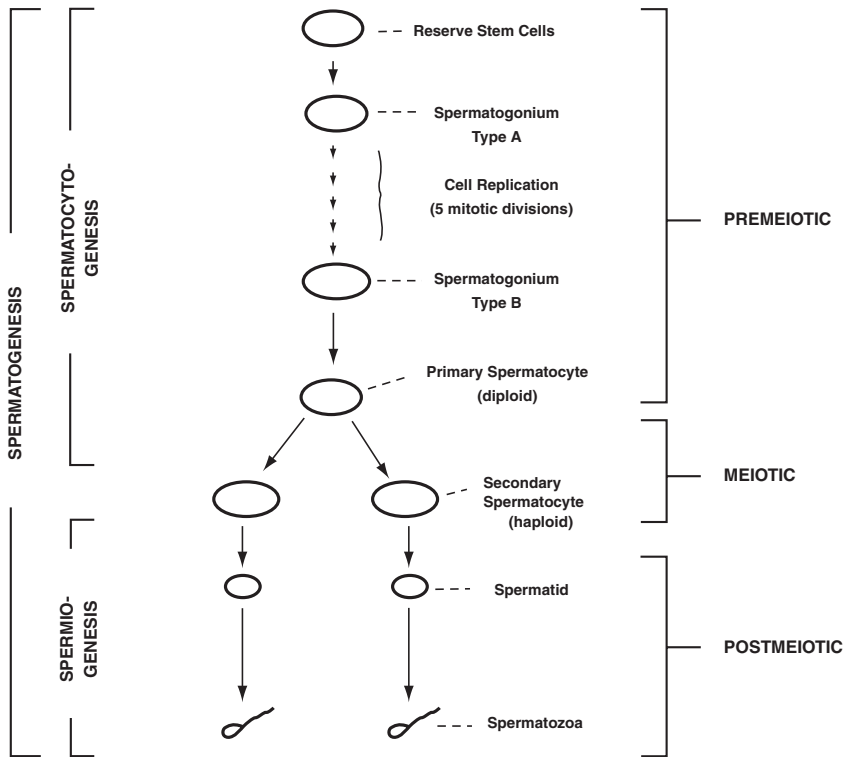 Reserve Stem Cells
Spermatogonium
Type A
Cell Replication
(5 mitotic divisions)
Spermatogonium
Type B
Primary Spermatocyte
(diploid)
Secondary
Spermatocyte
(haploid)
Spermatid
Spermatozoa
SPERMATOGENESIS
SPERMATOCYTO-
GENESIS
SPERMIO-
GENESIS
PREMEIOTIC
MEIOTIC
POSTMEIOTIC